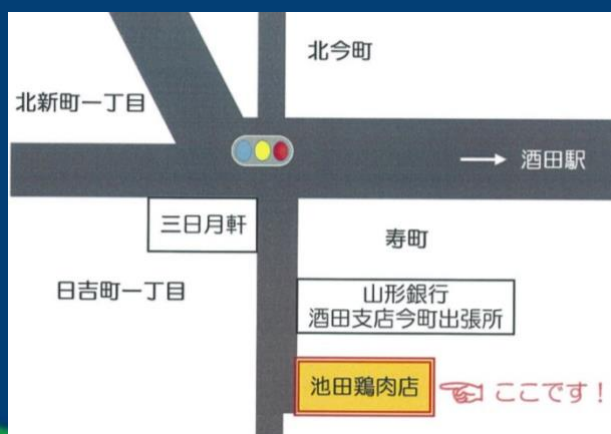 北今町
北新町一丁目
→ 酒田駅
三日月軒
寿町
日吉町一丁目
山形銀行
酒田支店今町出張所
池田鶏肉店
ここです!